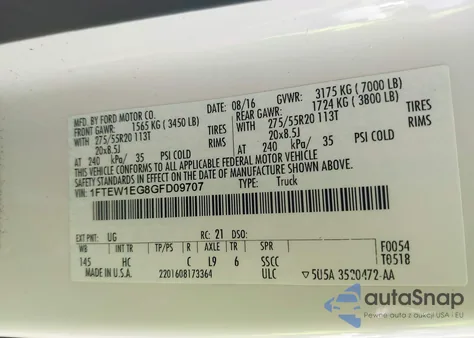 MFD. BY FORD MOTOR CO.
DATE: 08/16 GVWR: 3175 KG ( 7000 LB)
FRONT GAWR: 1565 KG ( 3450 LB) REAR GAWR: 1724 KG ( 3800 LB)
WITH 275/55R20 113T TIRES WITH 275/55R20 113T TIRES
20x8.5J RIMS 20x8.5J RIMS
AT 240 kPa/ 35 PSI COLD AT 240 kPa/ 35 PSI COLD
THIS VEHICLE CONFORMS TO ALL APPLICABLE FEDERAL MOTOR VEHICLE
SAFETY STANDARDS IN EFFECT ON THE DATE OF MANUFACTURE SHOWN ABOVE.
VIN: 1FTEW1EG8GFD09707
TYPE: Truck
EXT PNT: UG RC: 21 DSO: F0054
WB TP/PS R AXLE TR SPR T0518
145 HC C L9 6 SSCC
MADE IN U.S.A. 2201608173364 ULC ▽5U5A 3520472-AA
autoSnap
Pewne auta z aukcji USA - EU